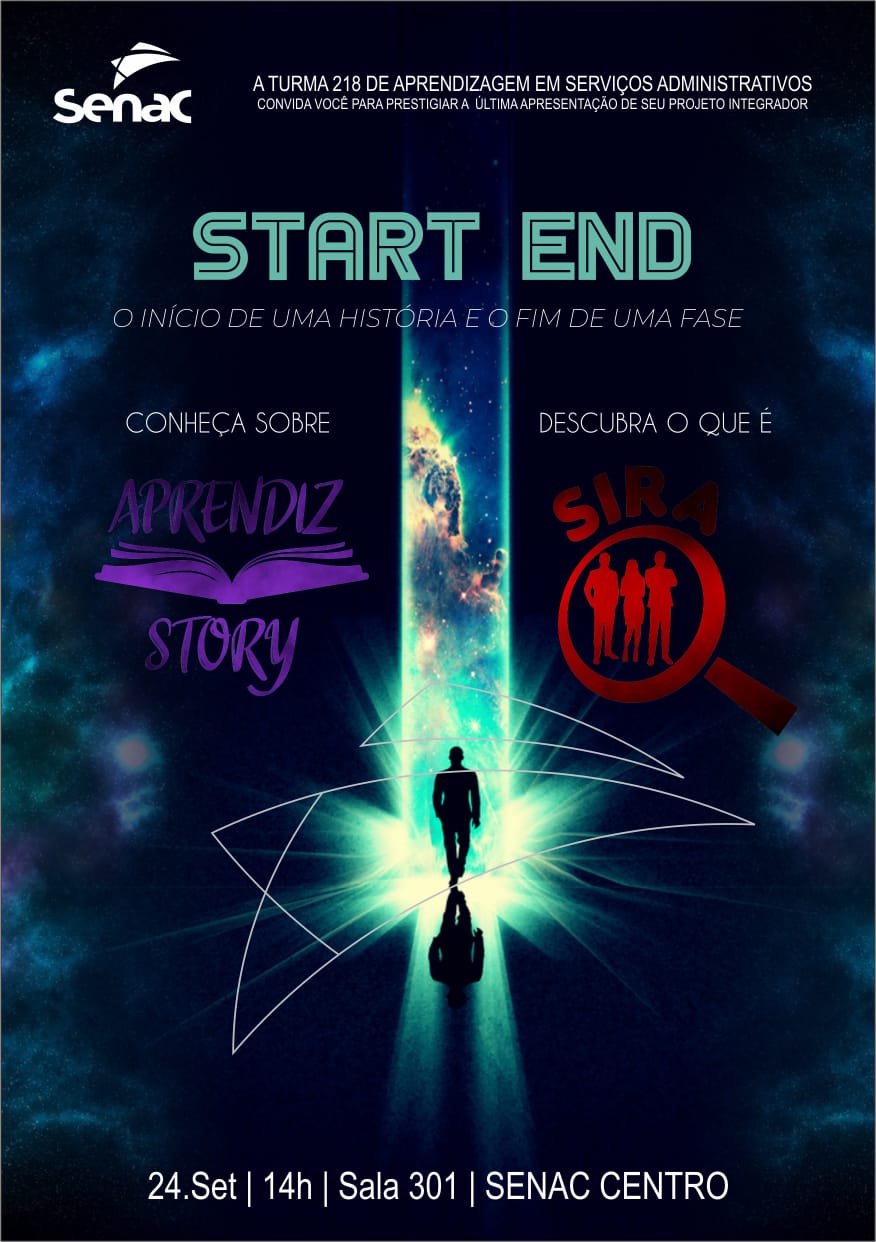 Senac
A TURMA 218 DE APRENDIZAGEM EM SERVIÇOS ADMINISTRATIVOS
CONVIDA VOCÊ PARA PRESTIGIAR A ÚLTIMA APRESENTAÇÃO DE SEU PROJETO INTEGRADOR
START END
O INÍCIO DE UMA HISTÓRIA E O FIM DE UMA FASE
CONHEÇA SOBRE
APRENDIZ
STORY
DESCUBRA O QUE É
SIRA
24.Set | 14h | Sala 301 | SENAC CENTRO